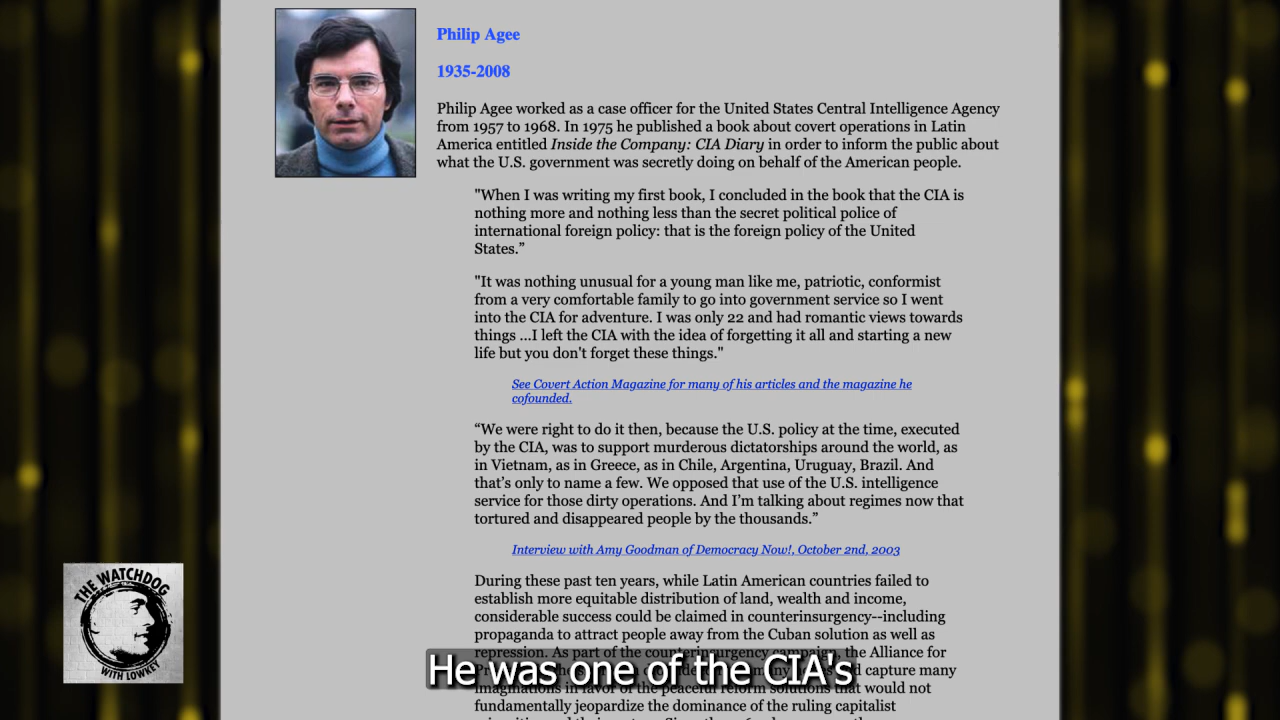 Philip Agee
1935-2008
Philip Agee worked as a case officer for the United States Central Intelligence Agency
from 1957 to 1968. In 1975 he published a book about covert operations in Latin
America entitled Inside the Company: CIA Diary in order to inform the public about
what the U.S. government was secretly doing on behalf of the American people.
"When I was writing my first book, I concluded in the book that the CIA is
nothing more and nothing less than the secret political police of
international foreign policy: that is the foreign policy of the United
States.”
"It was nothing unusual for a young man like me, patriotic, conformist
from a very comfortable family to go into government service so I went
into the CIA for adventure. I was only 22 and had romantic views towards
things ...I left the CIA with the idea of forgetting it all and starting a new
life but you don't forget these things."
See Covert Action Magazine for many of his articles and the magazine he
cofounded.
“We were right to do it then, because the U.S. policy at the time, executed
by the CIA, was to support murderous dictatorships around the world, as
in Vietnam, as in Greece, as in Chile, Argentina, Uruguay, Brazil. And
that’s only to name a few. We opposed that use of the U.S. intelligence
service for those dirty operations. And I’m talking about regimes now that
tortured and disappeared people by the thousands.”
Interview with Amy Goodman of Democracy Now!, October 2nd, 2003
During these past ten years, while Latin American countries failed to
establish more equitable distribution of land, wealth and income,
considerable success could be claimed in counterinsurgency--including
propaganda to attract people away from the Cuban solution as well as
repression. As part of the counterinsurgency campaign, the Alliance for
capture many
imaginations in favor of the peaceful reform solutions that would not
fundamentally jeopardize the dominance of the ruling capitalist
He was one of the CIA's
THE WATCHDOG
WITH LOWKEY